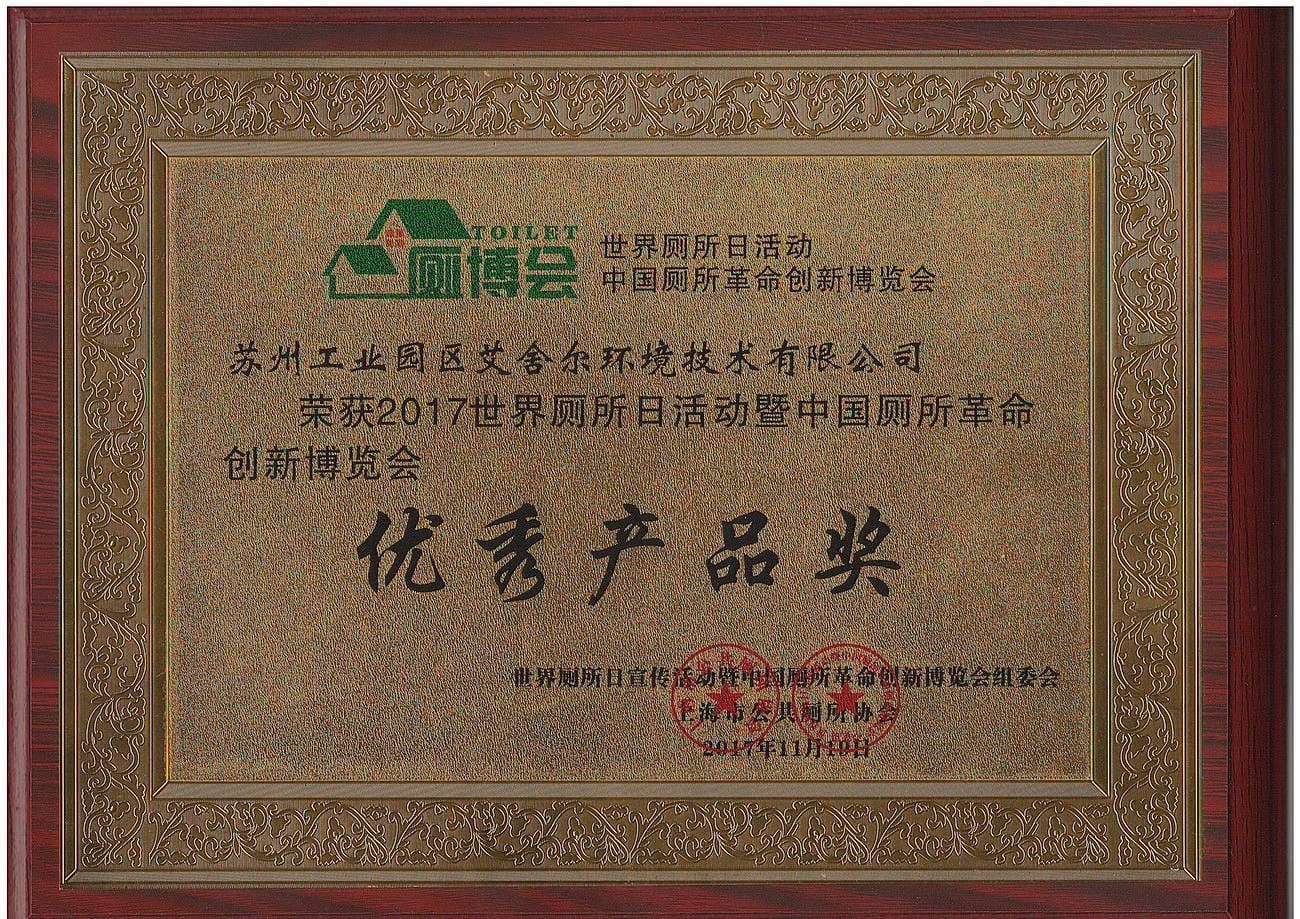 TOILET
厕博会
世界厕所日活动
中国厕所革命创新博览会
苏州工业园区艾舍尔环境技术有限公司
荣获2017世界厕所日活动暨中国厕所革命
创新博览会
优秀产品奖
世界厕所日宣传活动暨中国厕所革命创新博览会组委会
上海市公共厕所协会
2017年11月19日